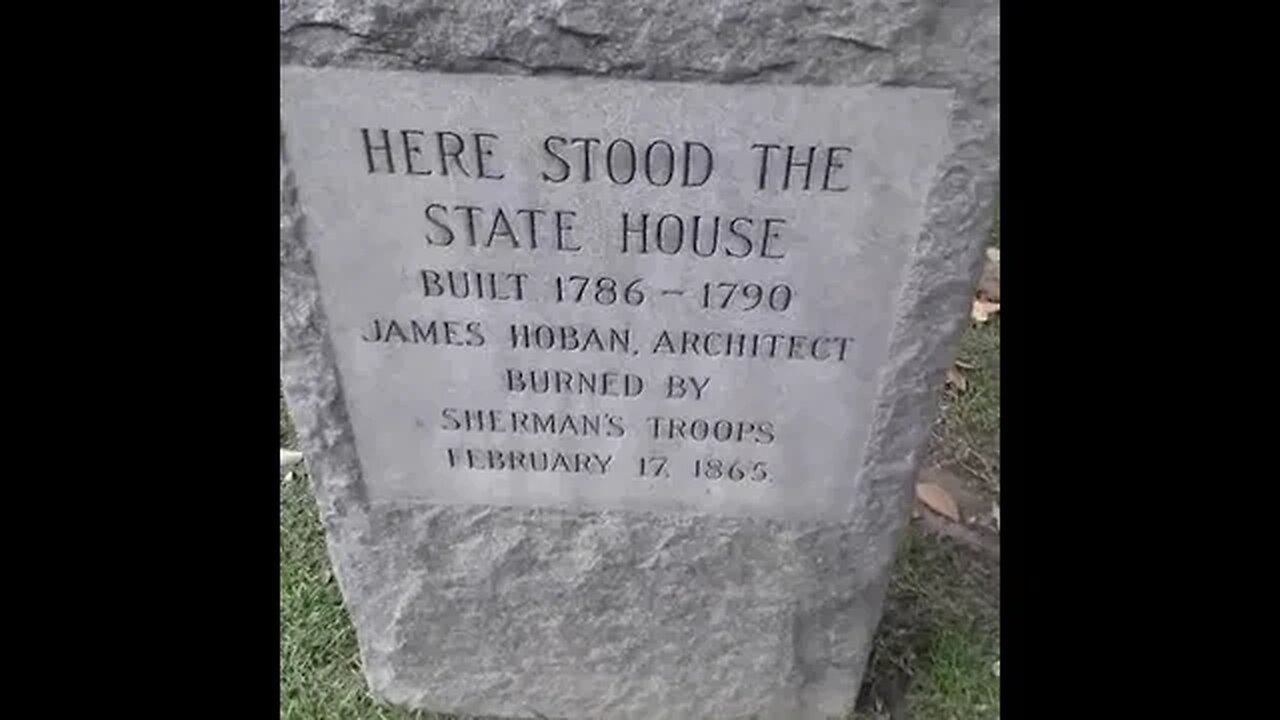 HERE STOOD THE
STATE HOUSE
BUILT 1786 - 1790
JAMES HOBAN, ARCHITECT
BURNED BY
SHERMAN'S TROOPS
FEBRUARY 17, 1865.